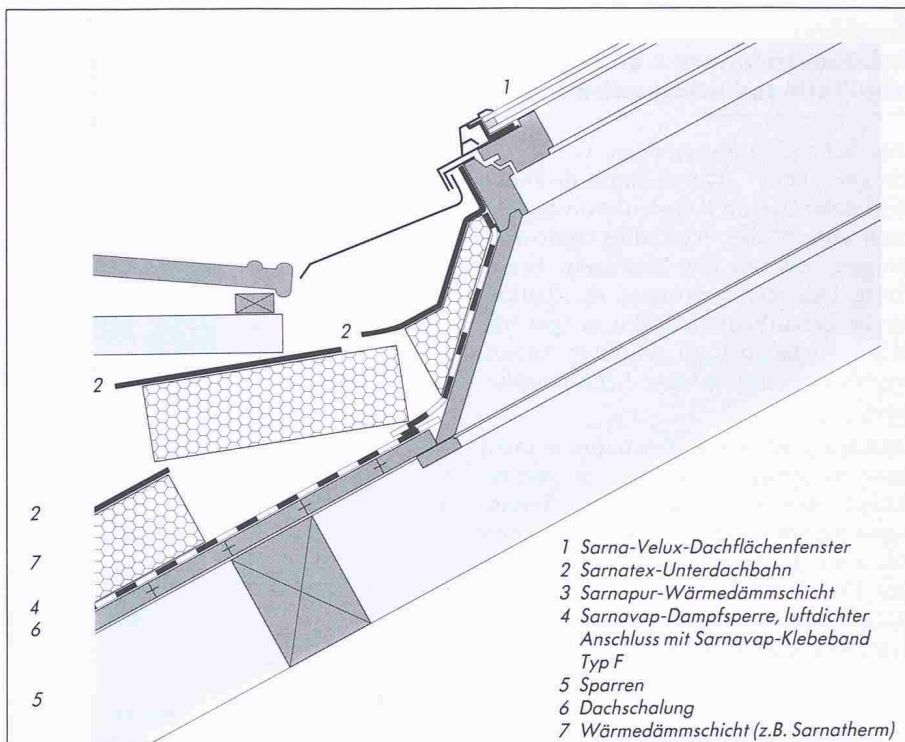 1
2
2
2
7
4
6
5
1 Sarna-Velux-Dachflächenfenster
2 Sarnatex-Unterdachbahn
3 Sarnapur-Wärmedämmschicht
4 Sarnavap-Dampfsperre, luftdichter
Anschluss mit Sarnavap-Klebeband
Typ F
5 Sparren
6 Dachschalung
7 Wärmedämmschicht (z.B. Sarnatherm)